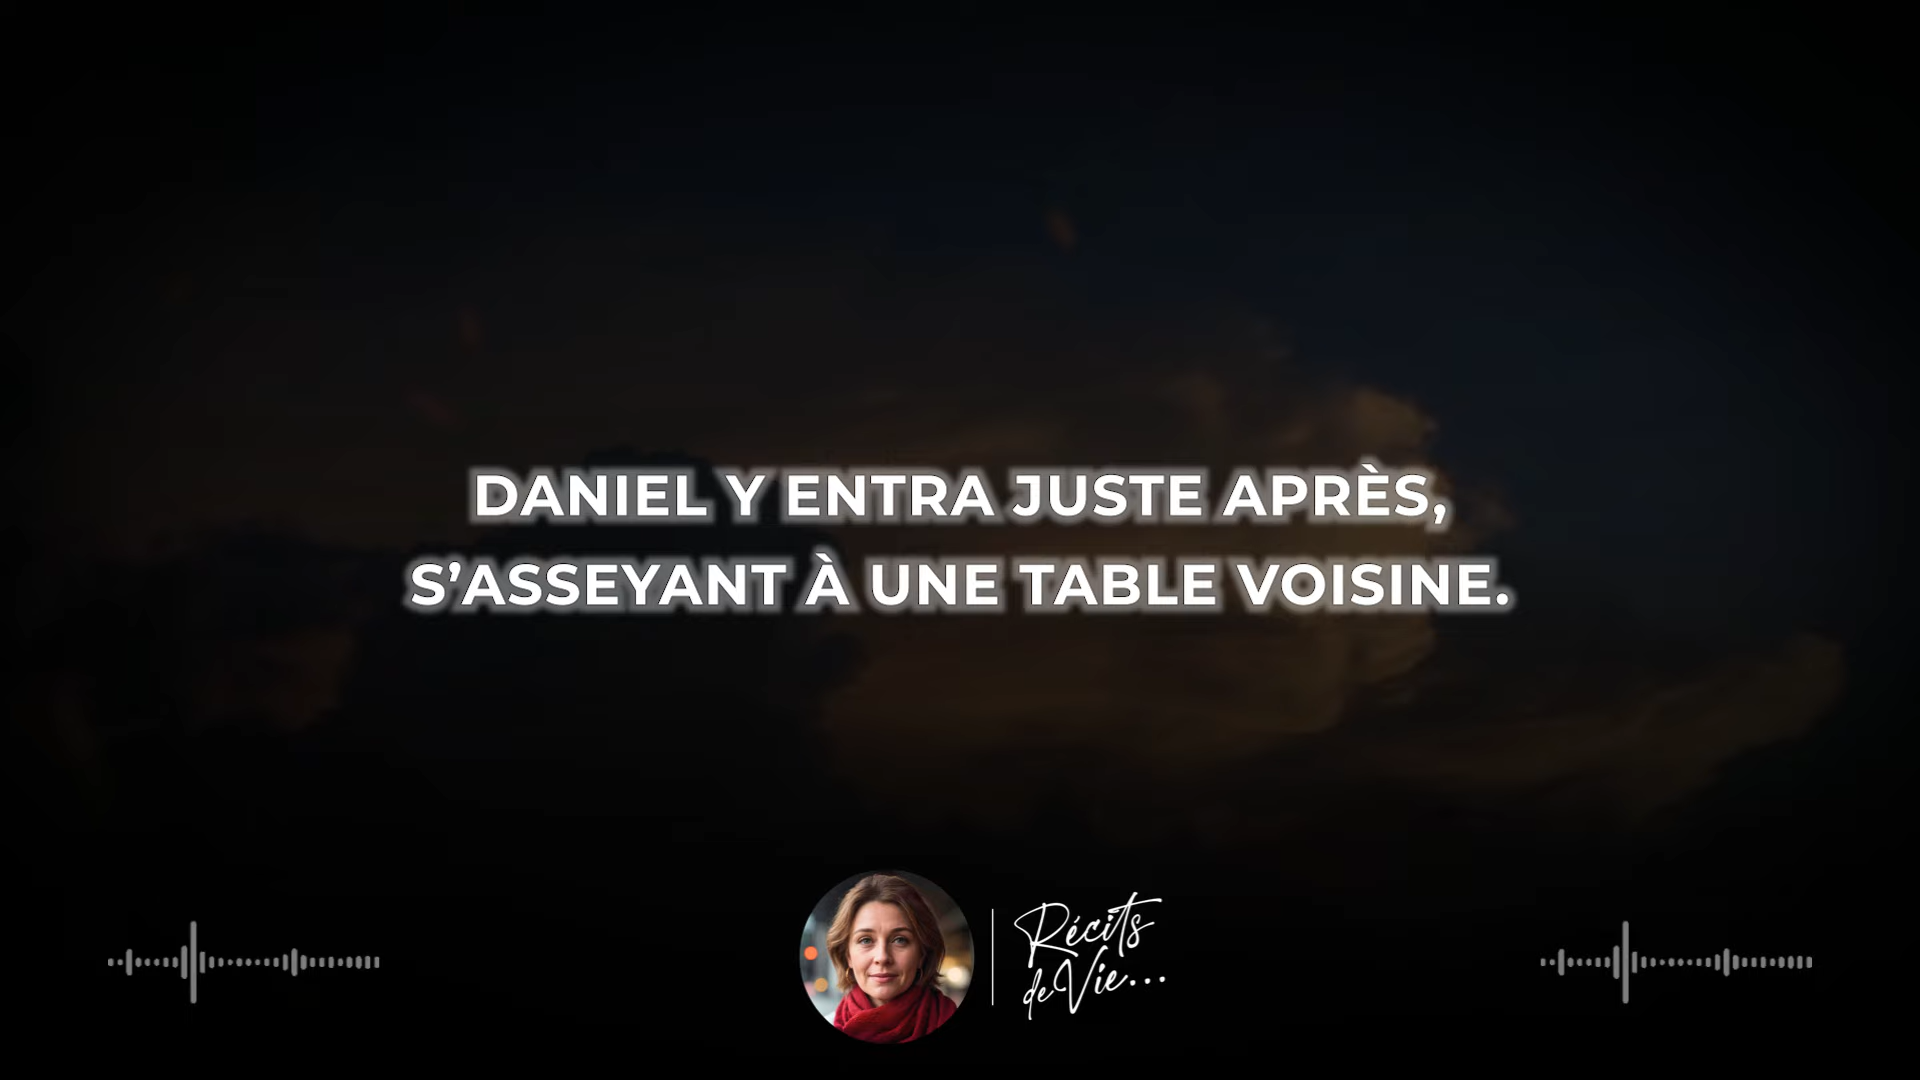 DANIEL Y ENTRA JUSTE APRÈS,
S’ASSEYANT À UNE TABLE VOISINE.
Récits
de Vie...